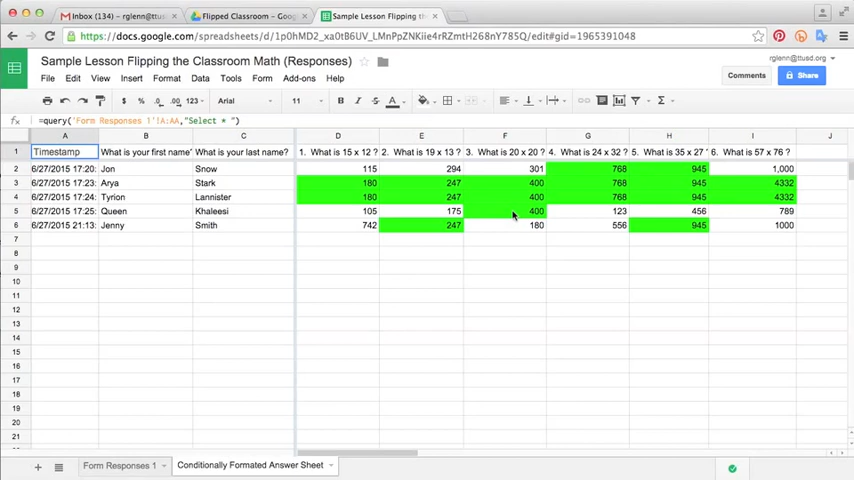 Inbox (134) – rglenn@ttusd
Flipped Classroom – Goog
Sample Lesson Flipping the
https://docs.google.com/spreadsheets/d/1p0hMD2_xa0tB6UV_LMnPpZNKiie4rRZmtH268nY785Q/edit#gid=1965391048
Sample Lesson Flipping the Classroom Math (Responses)
rglenn@ttusd.org
File Edit View Insert Format Data Tools Form Add-ons Help
Comments
Share
$ % .0 .00 123 Arial 11 B I S A
fx =query('Form Responses 1'!A:AA,"Select * ")
A B C D E F G H I J
1 Timestamp What is your first name? What is your last name? 1. What is 15 x 12 ? 2. What is 19 x 13 ? 3. What is 20 x 20 ? 4. What is 24 x 32 ? 5. What is 35 x 27 ? 6. What is 57 x 76 ?
2 6/27/2015 17:20: Jon Snow 115 294 301 768 945 1,000
3 6/27/2015 17:23: Arya Stark 180 247 400 768 945 4332
4 6/27/2015 17:24: Tyrion Lannister 180 247 400 768 945 4332
5 6/27/2015 17:25: Queen Khaleesi 105 175 400 123 456 789
6 6/27/2015 21:13: Jenny Smith 742 247 180 556 945 1000
7
8
9
10
11
12
13
14
15
16
17
18
19
20
21
Form Responses 1
Conditionally Formated Answer Sheet